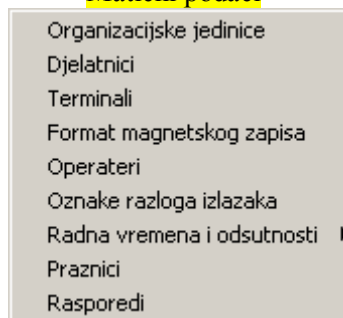 Matični podaci
Organizacijske jedinice
Djelatnici
Terminali
Format magnetskog zapisa
Operateri
Oznake razloga izlazaka
Radna vremena i odsutnosti
Praznici
Rasporedi